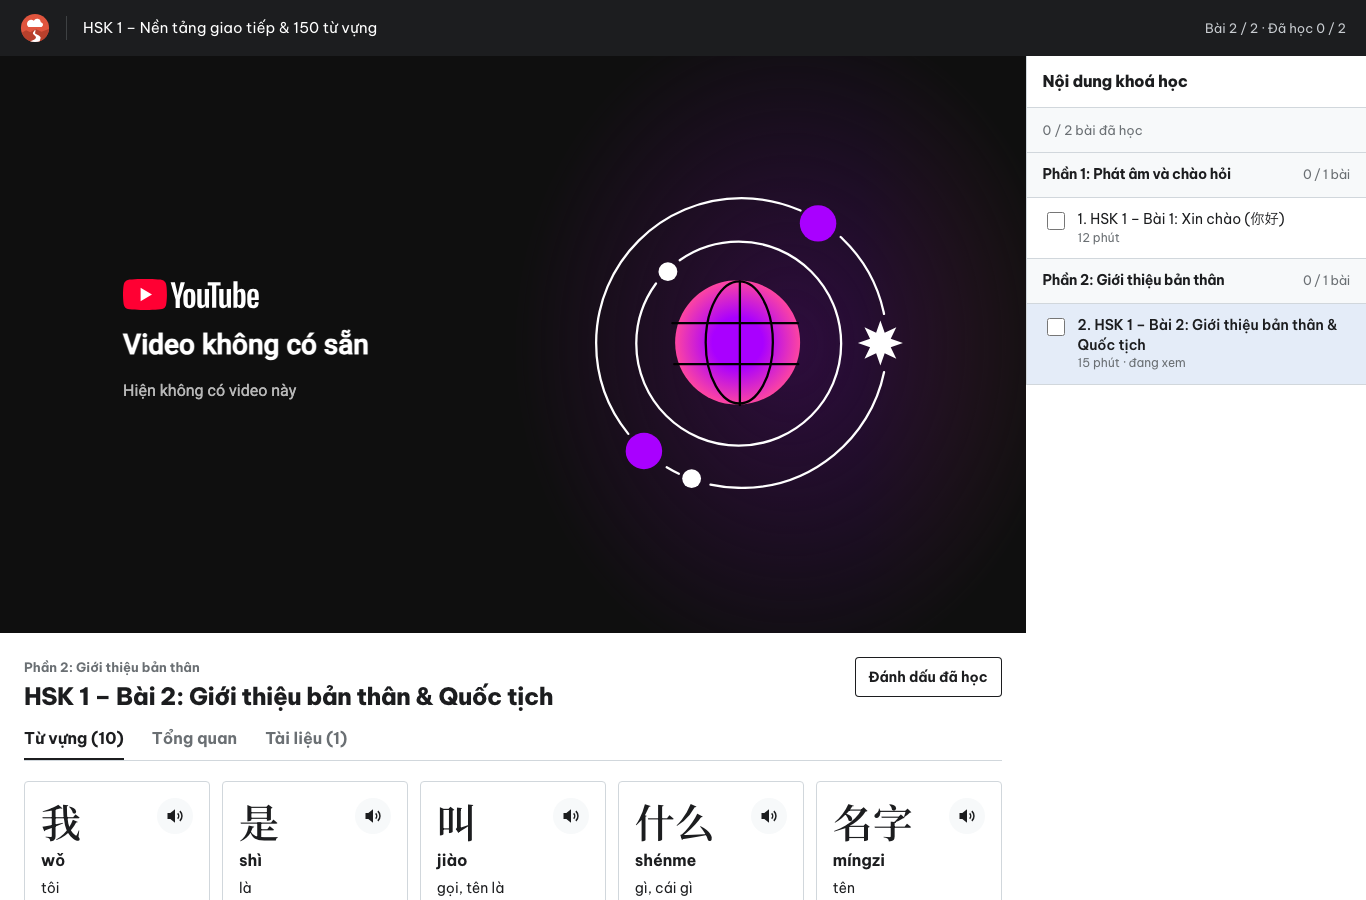 HSK 1 – Nền tảng giao tiếp & 150 từ vựng
Bài 2 / 2 · Đã học 0 / 2
YouTube
Video không có sẵn
Hiện không có video này
Nội dung khoá học
0 / 2 bài đã học
Phần 1: Phát âm và chào hỏi
0 / 1 bài
1. HSK 1 – Bài 1: Xin chào (你好)
12 phút
Phần 2: Giới thiệu bản thân
0 / 1 bài
2. HSK 1 – Bài 2: Giới thiệu bản thân &
Quốc tịch
15 phút · đang xem
Phần 2: Giới thiệu bản thân
HSK 1 – Bài 2: Giới thiệu bản thân & Quốc tịch
Đánh dấu đã học
Từ vựng (10)
Tổng quan
Tài liệu (1)
我
wǒ
tôi
是
shì
là
叫
jiào
gọi, tên là
什么
shénme
gì, cái gì
名字
míngzi
tên